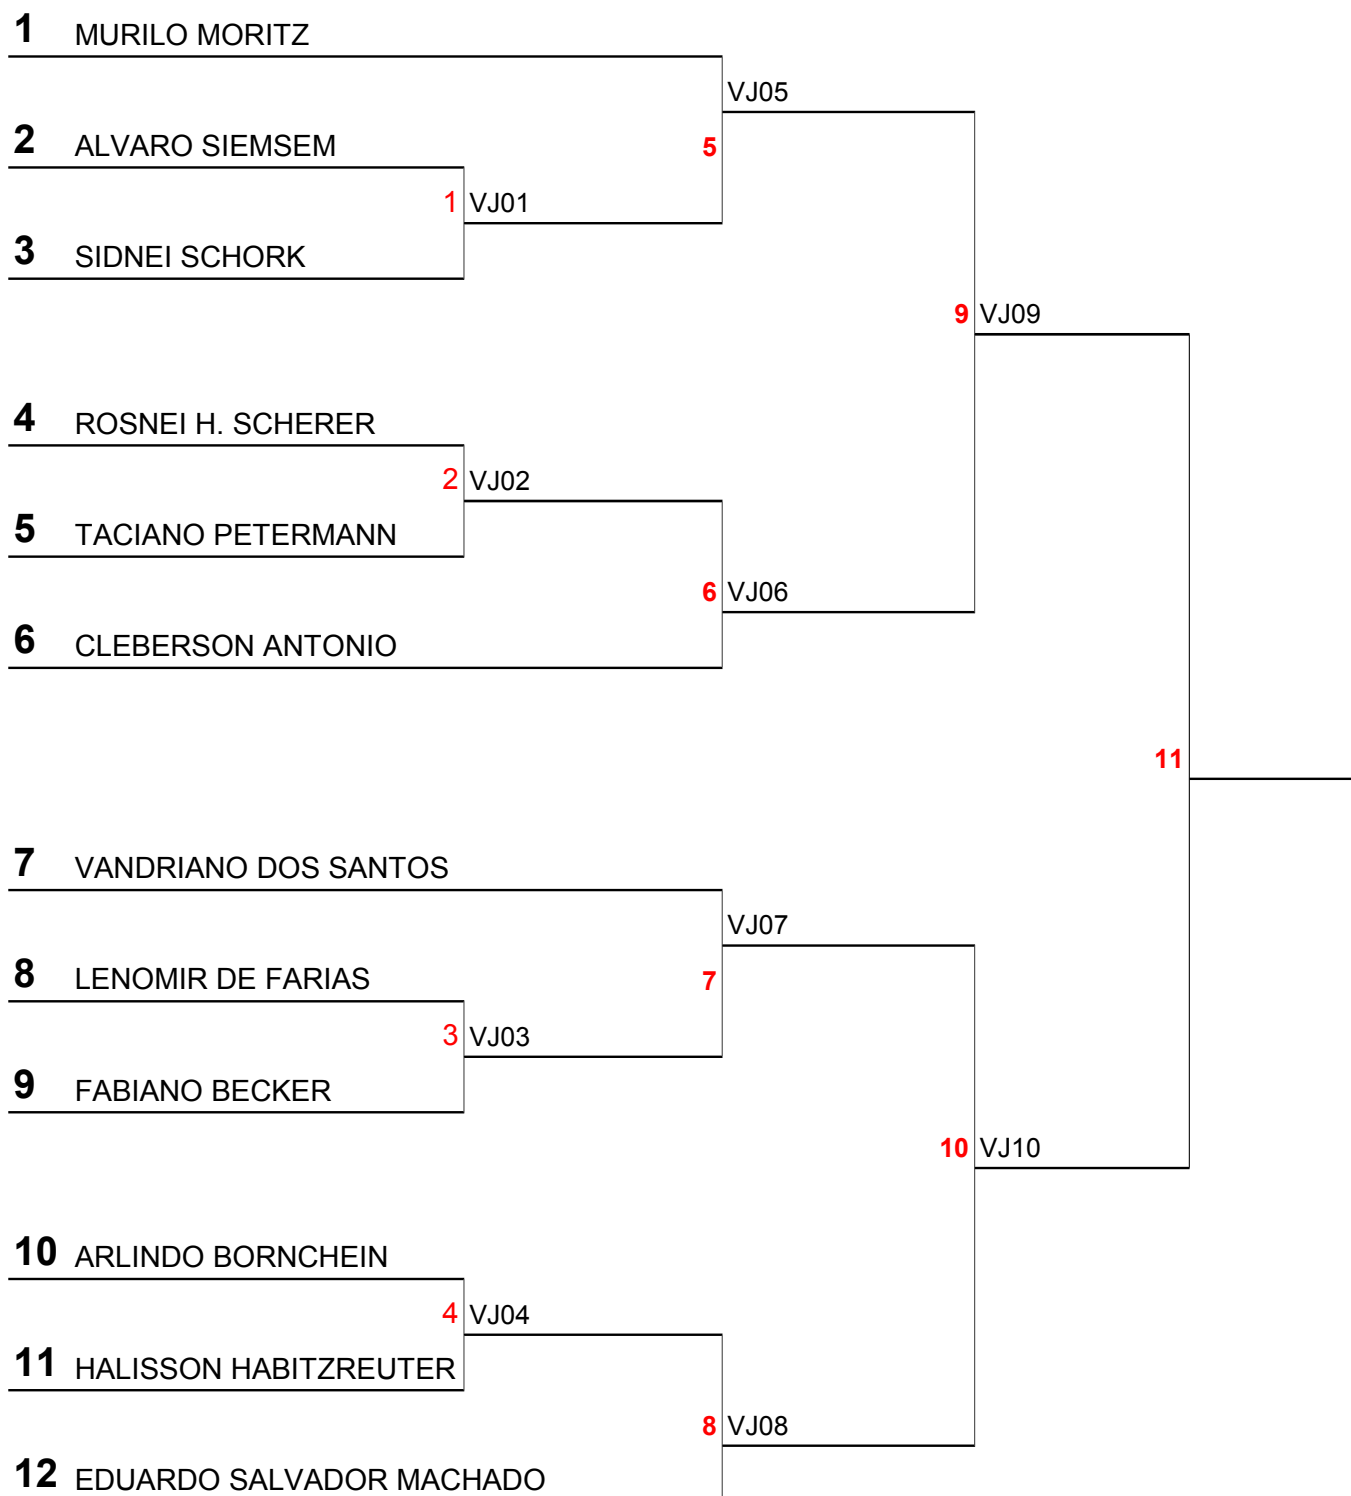 1 MURILO MORITZ
VJ05
2 ALVARO SIEMSEM
5
1 VJ01
3 SIDNEI SCHORK
9 VJ09
4 ROSNEI H. SCHERER
2 VJ02
5 TACIANO PETERMANN
6 VJ06
6 CLEBERSON ANTONIO
11
7 VANDRIANO DOS SANTOS
VJ07
8 LENOMIR DE FARIAS
7
3 VJ03
9 FABIANO BECKER
10 VJ10
10 ARLINDO BORNCHEIN
4 VJ04
11 HALISSON HABITZREUTER
8 VJ08
12 EDUARDO SALVADOR MACHADO